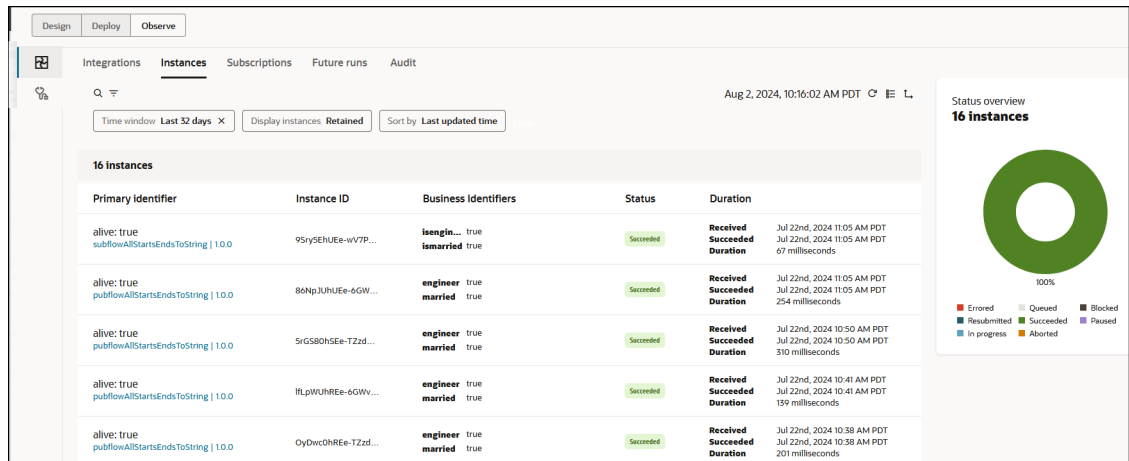 Design Deploy Observe
Integrations Instances Subscriptions Future runs Audit
Aug 2, 2024, 10:16:02 AM PDT
Time window Last 32 days X Display instances Retained Sort by Last updated time
16 instances
Primary identifier Instance ID Business Identifiers Status Duration
alive: true
subflowAllStartsEndsToString | 1.0.0
9Sry5EhUEe-wV7P...
isengin... true
ismarried true
Succeeded
Received Jul 22nd, 2024 11:05 AM PDT
Succeeded Jul 22nd, 2024 11:05 AM PDT
Duration 67 milliseconds
alive: true
pubflowAllStartsEndsToString | 1.0.0
86NpJUhUEe-6GW...
engineer true
married true
Succeeded
Received Jul 22nd, 2024 11:05 AM PDT
Succeeded Jul 22nd, 2024 11:05 AM PDT
Duration 254 milliseconds
alive: true
pubflowAllStartsEndsToString | 1.0.0
5rGS80hSEe-TZzd...
engineer true
married true
Succeeded
Received Jul 22nd, 2024 10:50 AM PDT
Succeeded Jul 22nd, 2024 10:50 AM PDT
Duration 310 milliseconds
alive: true
pubflowAllStartsEndsToString | 1.0.0
lfLpWUhREe-6GWv...
engineer true
married true
Succeeded
Received Jul 22nd, 2024 10:41 AM PDT
Succeeded Jul 22nd, 2024 10:41 AM PDT
Duration 139 milliseconds
alive: true
pubflowAllStartsEndsToString | 1.0.0
OyDwc0hREe-TZzd...
engineer true
married true
Succeeded
Received Jul 22nd, 2024 10:38 AM PDT
Succeeded Jul 22nd, 2024 10:38 AM PDT
Duration 201 milliseconds
Status overview
16 instances
100%
Errored Queued Blocked
Resubmitted Succeeded Paused
In progress Aborted